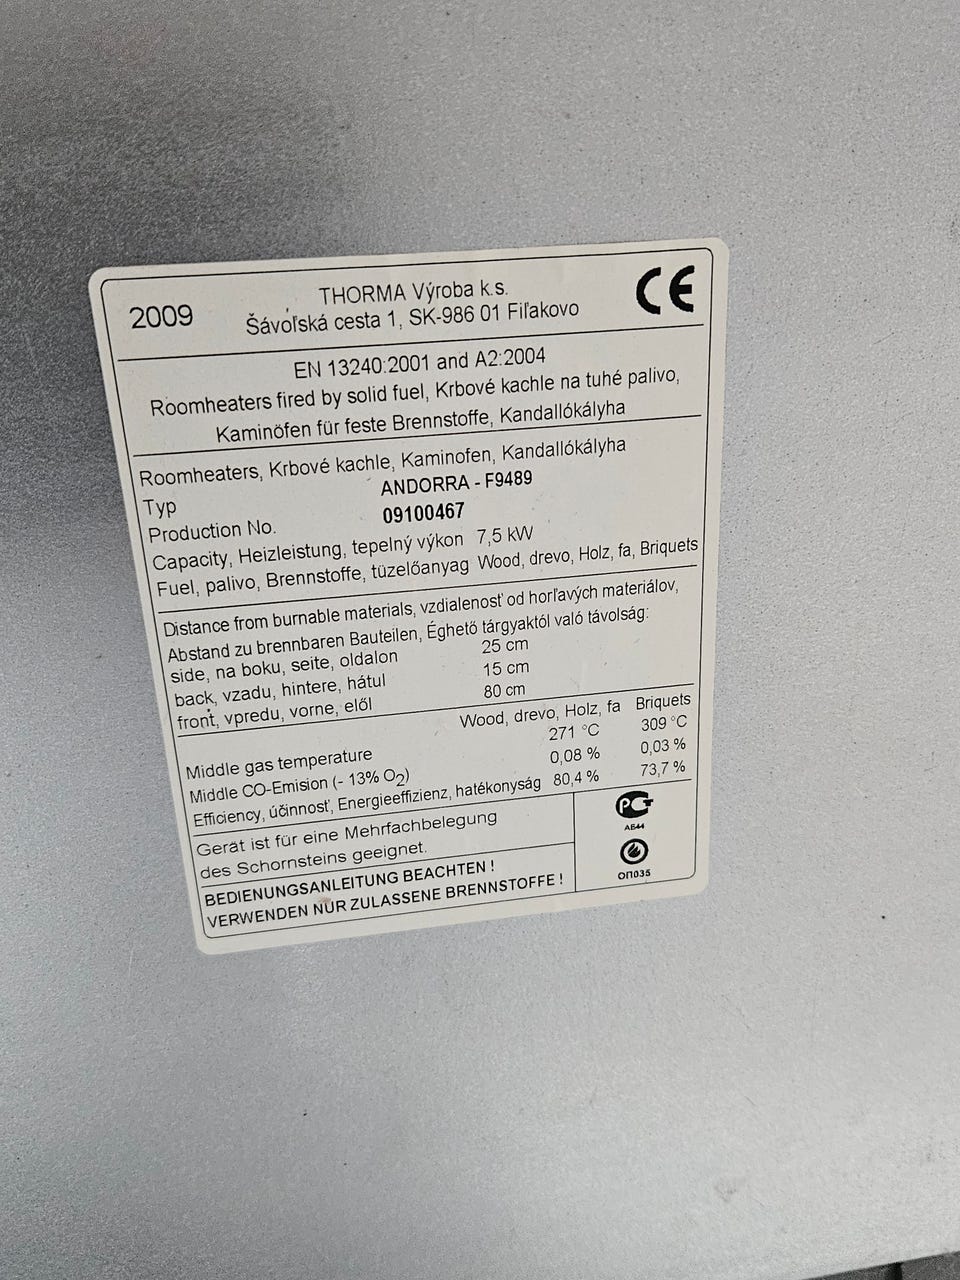 2009
THORMA Výroba k.s.
Šávoľská cesta 1, SK-986 01 Fiľakovo
CE
EN 13240:2001 and A2:2004
Roomheaters fired by solid fuel, Krbové kachle na tuhé palivo,
Kaminöfen für feste Brennstoffe, Kandallókályha
Roomheaters, Krbové kachle, Kaminofen, Kandallókályha
Typ ANDORRA - F9489
Production No. 09100467
Capacity, Heizleistung, tepelný výkon 7,5 kW
Fuel, palivo, Brennstoffe, tüzelőanyag Wood, drevo, Holz, fa, Briquets
Distance from burnable materials, vzdialenosť od horľavých materiálov,
Abstand zu brennbaren Bauteilen, Éghető tárgyaktól való távolság:
side, na boku, seite, oldalon 25 cm
back, vzadu, hintere, hátul 15 cm
front, vpredu, vorne, elől 80 cm
Wood, drevo, Holz, fa Briquets
Middle gas temperature 271 °C 309 °C
Middle CO-Emision (- 13% O2) 0,08 % 0,03 %
Efficiency, účinnosť, Energieeffizienz, hatékonyság 80,4 % 73,7 %
Gerät ist für eine Mehrfachbelegung
des Schornsteins geeignet.
BEDIENUNGSANLEITUNG BEACHTEN !
VERWENDEN NUR ZULASSENE BRENNSTOFFE !
РСТ
АБ44
ОП035